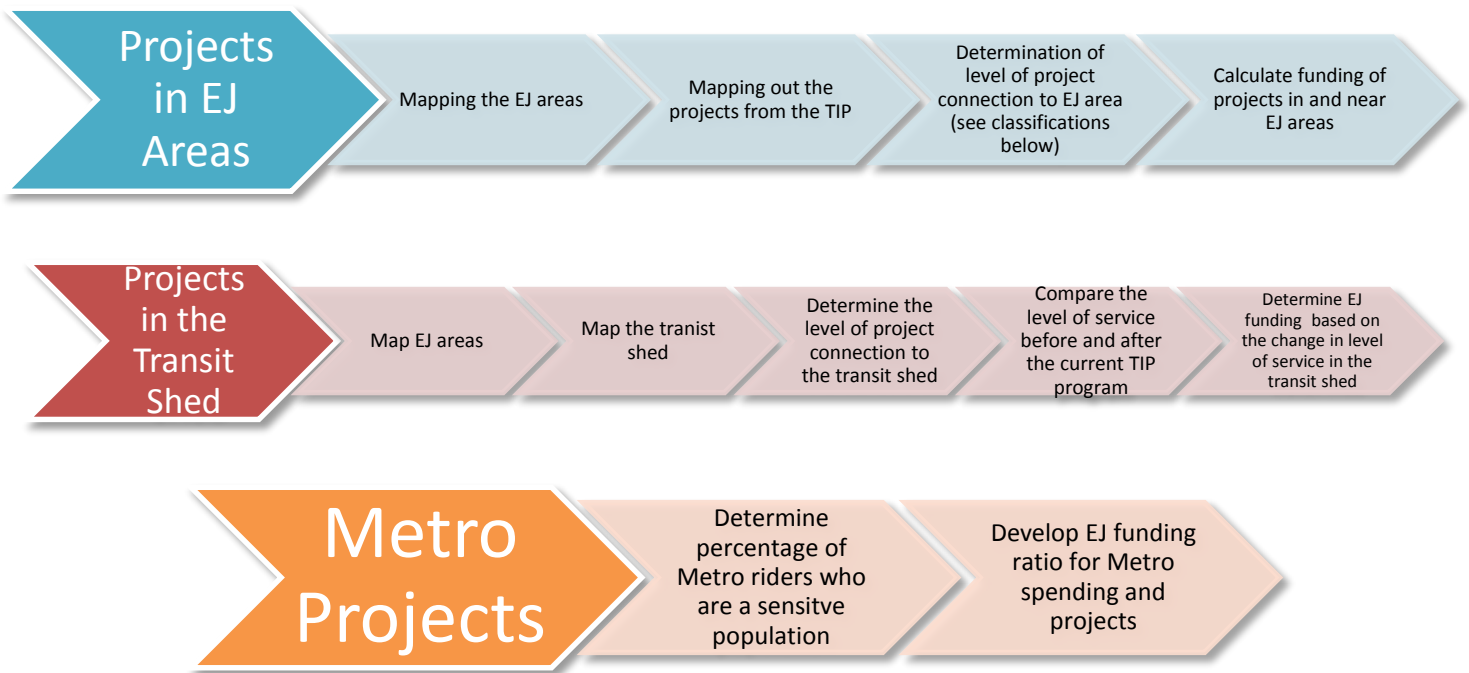 Projects
in EJ
Areas
Mapping the EJ areas
Mapping out the
projects from the TIP
Determination of
level of project
connection to EJ area
(see classifications
below)
Calculate funding of
projects in and near
EJ areas
Projects
in the
Transit
Shed
Map EJ areas
Map the tranist
shed
Determine the
level of project
connection to
the transit shed
Compare the
level of service
before and after
the current TIP
program
Determine EJ
funding based on
the change in level
of service in the
transit shed
Metro
Projects
Determine
percentage of
Metro riders who
are a sensitve
population
Develop EJ funding
ratio for Metro
spending and
projects